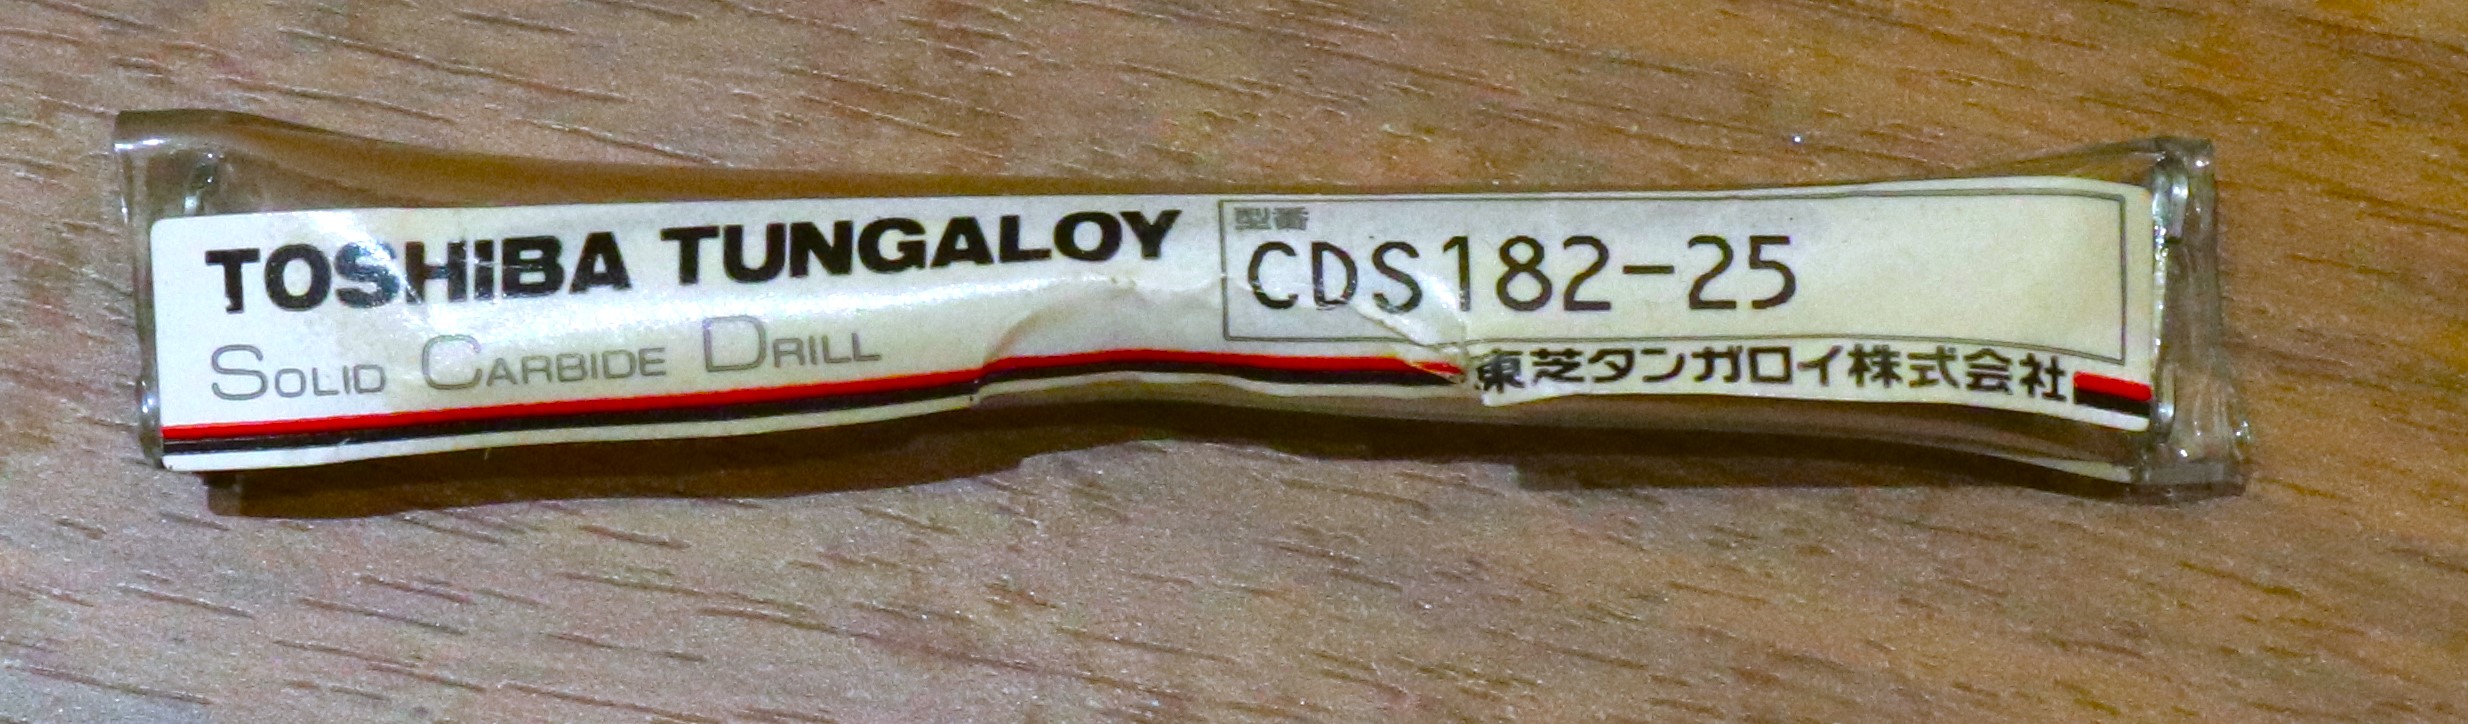 TOSHIBA TUNGALOY
SOLID CARBIDE DRILL
型番
CDS182-25
東芝タンガロイ株式会社